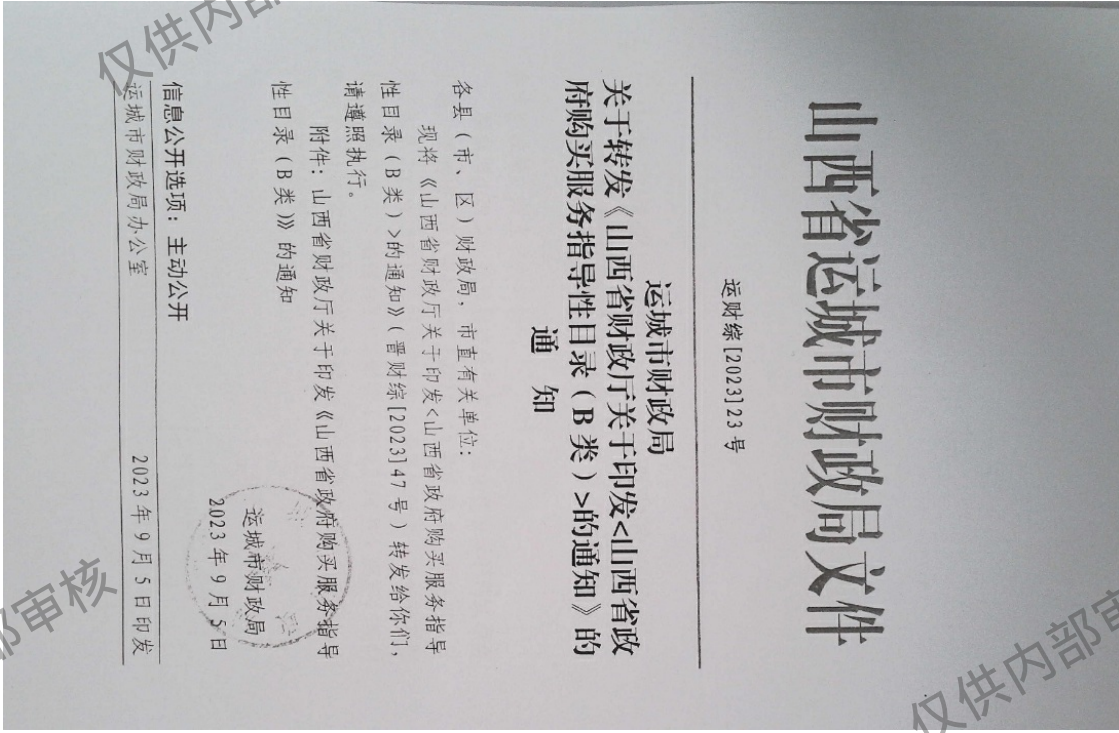 山西省运城市财政局文件
运财综[2023]23号
运城市财政局
关于转发《山西省财政厅关于印发<山西省政
府购买服务指导性目录(B类)>的通知》的
通 知
各县(市、区)财政局，市直有关单位：
现将《山西省财政厅关于印发<山西省政府购买服务指导
性目录(B类)>的通知》(晋财综[2023]47号)转发给你们，
请遵照执行。
附件：山西省财政厅关于印发《山西省政府购买服务指导
性目录(B类)》的通知
运城市财政局
2023年9月5日
信息公开选项：主动公开
运城市财政局办公室 2023年9月5日印发
仅供内
部审核
仅供内部审